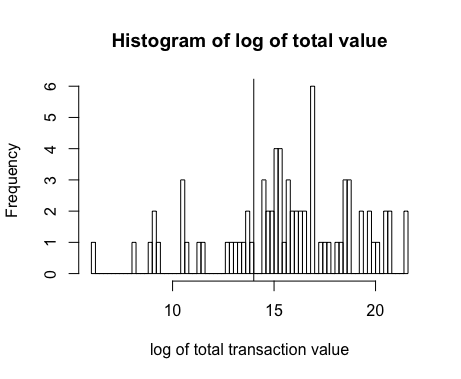 Histogram of log of total value
Frequency
6
5
4
3
2
1
0
10 15 20
log of total transaction value